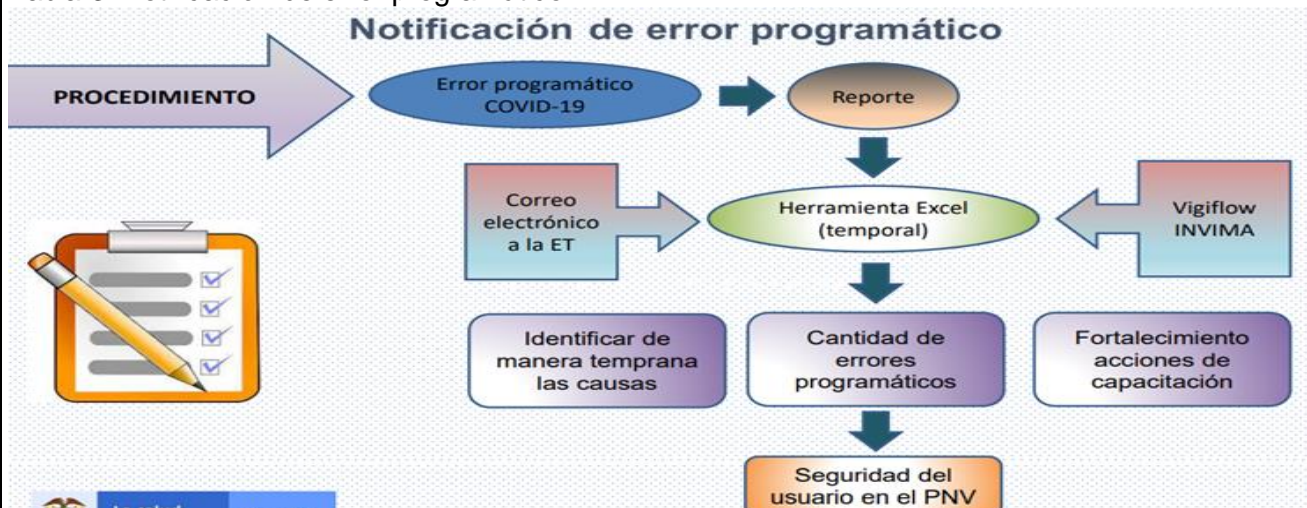 Notificación de error programático
PROCEDIMIENTO
Error programático
COVID-19
Reporte
Correo
electrónico
a la ET
Herramienta Excel
(temporal)
Vigiflow
INVIMA
Identificar de
manera temprana
las causas
Cantidad de
errores
programáticos
Fortalecimiento
acciones de
capacitación
Seguridad del
usuario en el PNV